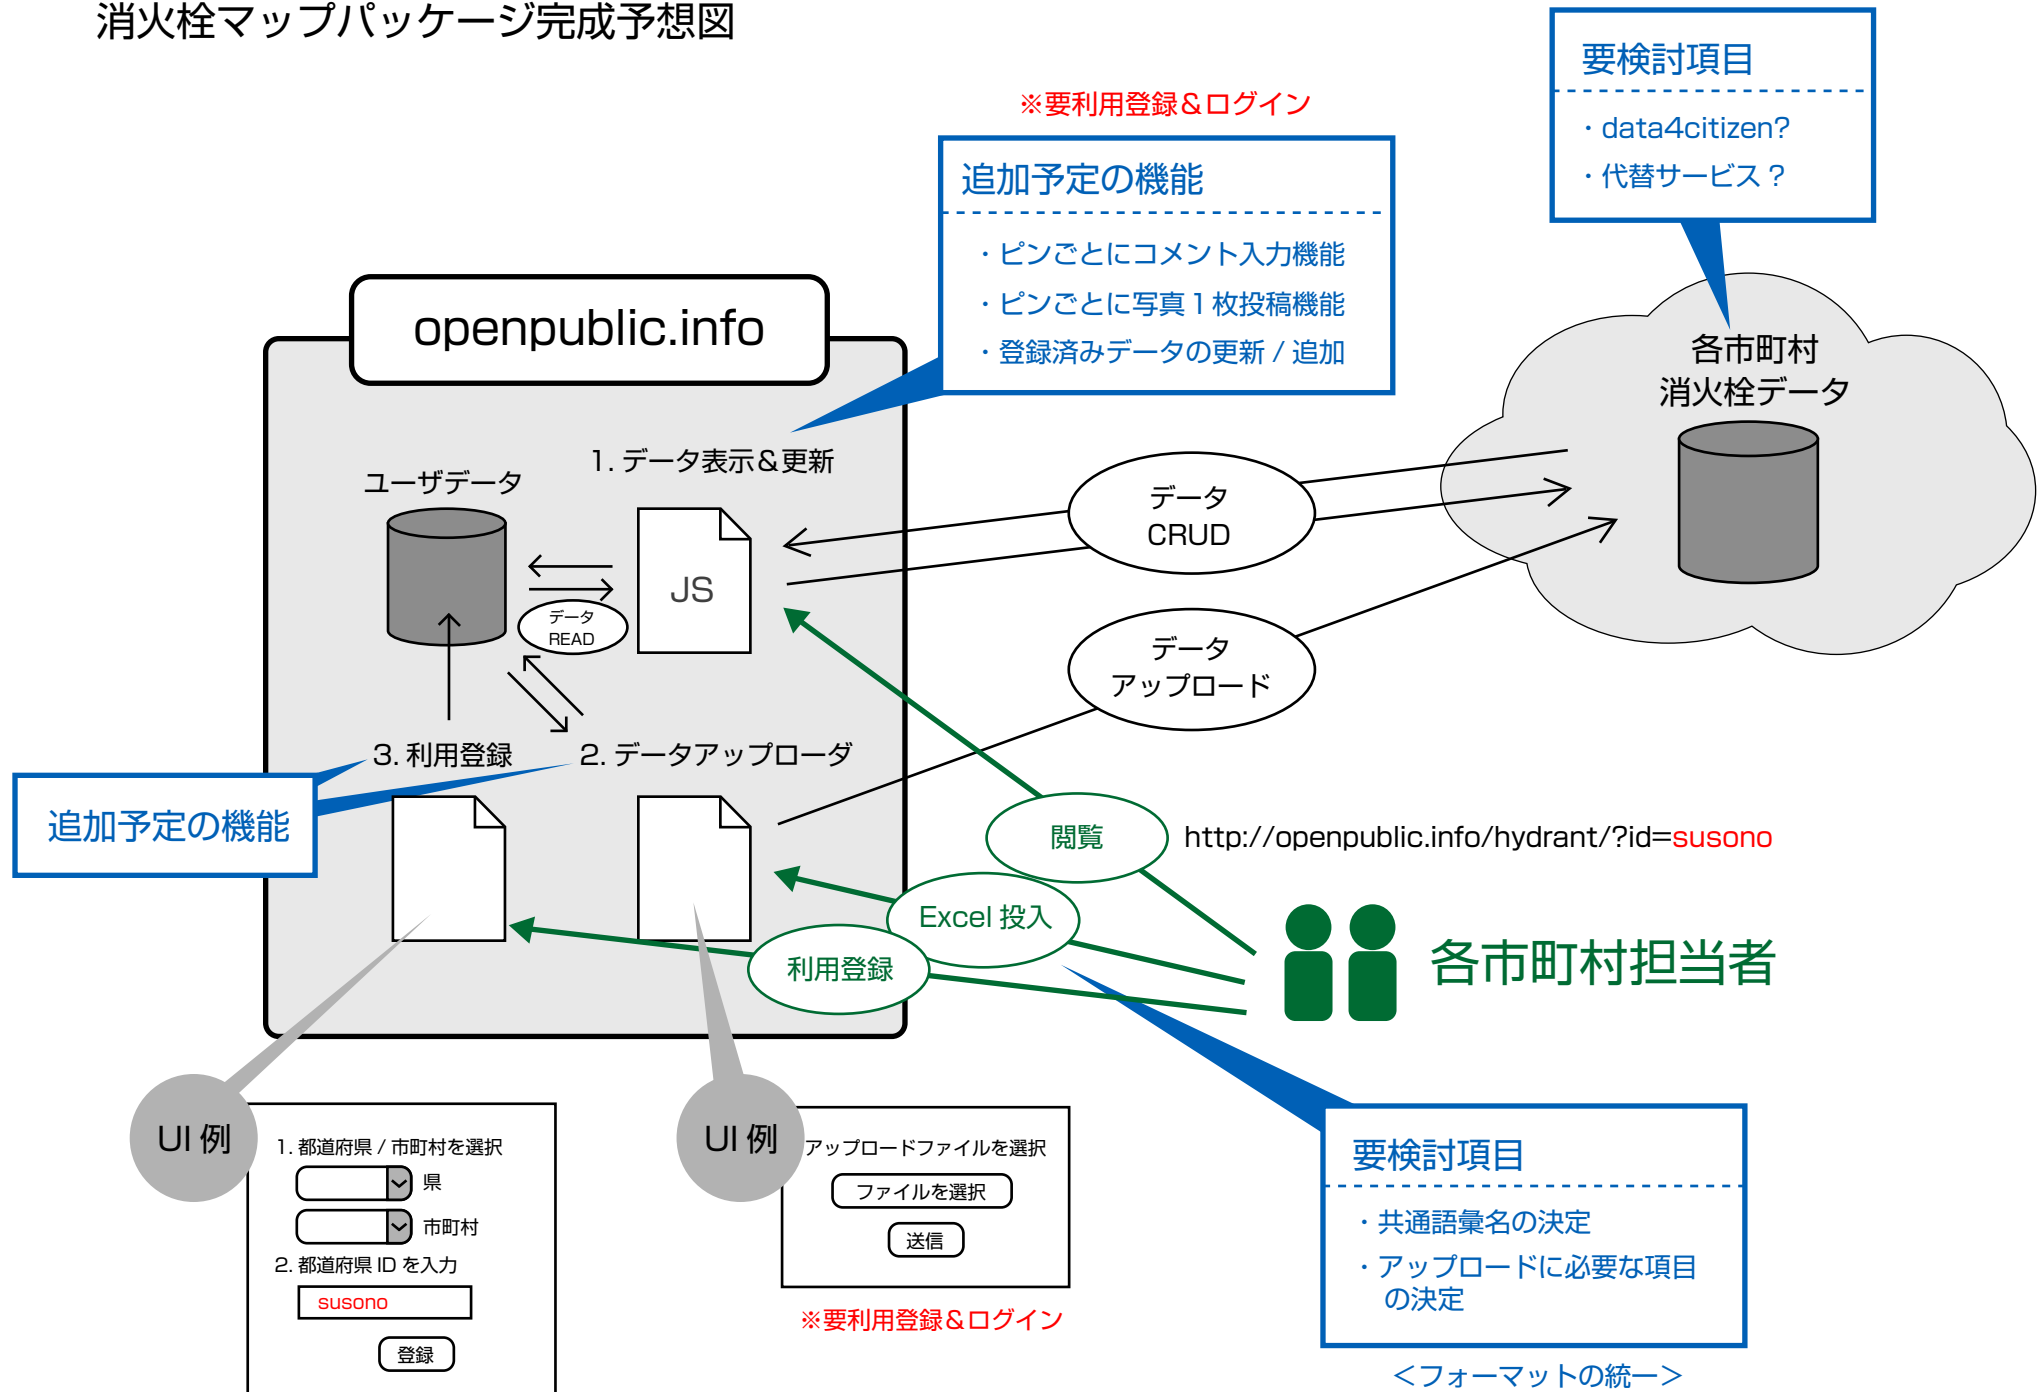 消火栓マップパッケージ完成予想図
要検討項目
・data4citizen?
・代替サービス？
※要利用登録＆ログイン
追加予定の機能
・ピンごとにコメント入力機能
・ピンごとに写真１枚投稿機能
・登録済みデータの更新 / 追加
openpublic.info
各市町村
消火栓データ
1. データ表示＆更新
ユーザデータ
JS
データ
READ
データ
CRUD
データ
アップロード
3. 利用登録
2. データアップローダ
追加予定の機能
閲覧
http://openpublic.info/hydrant/?id=susono
Excel 投入
利用登録
各市町村担当者
UI 例
1. 都道府県 / 市町村を選択
県
市町村
2. 都道府県 ID を入力
susono
登録
UI 例
アップロードファイルを選択
ファイルを選択
送信
※要利用登録＆ログイン
要検討項目
・共通語彙名の決定
・アップロードに必要な項目
の決定
＜フォーマットの統一＞